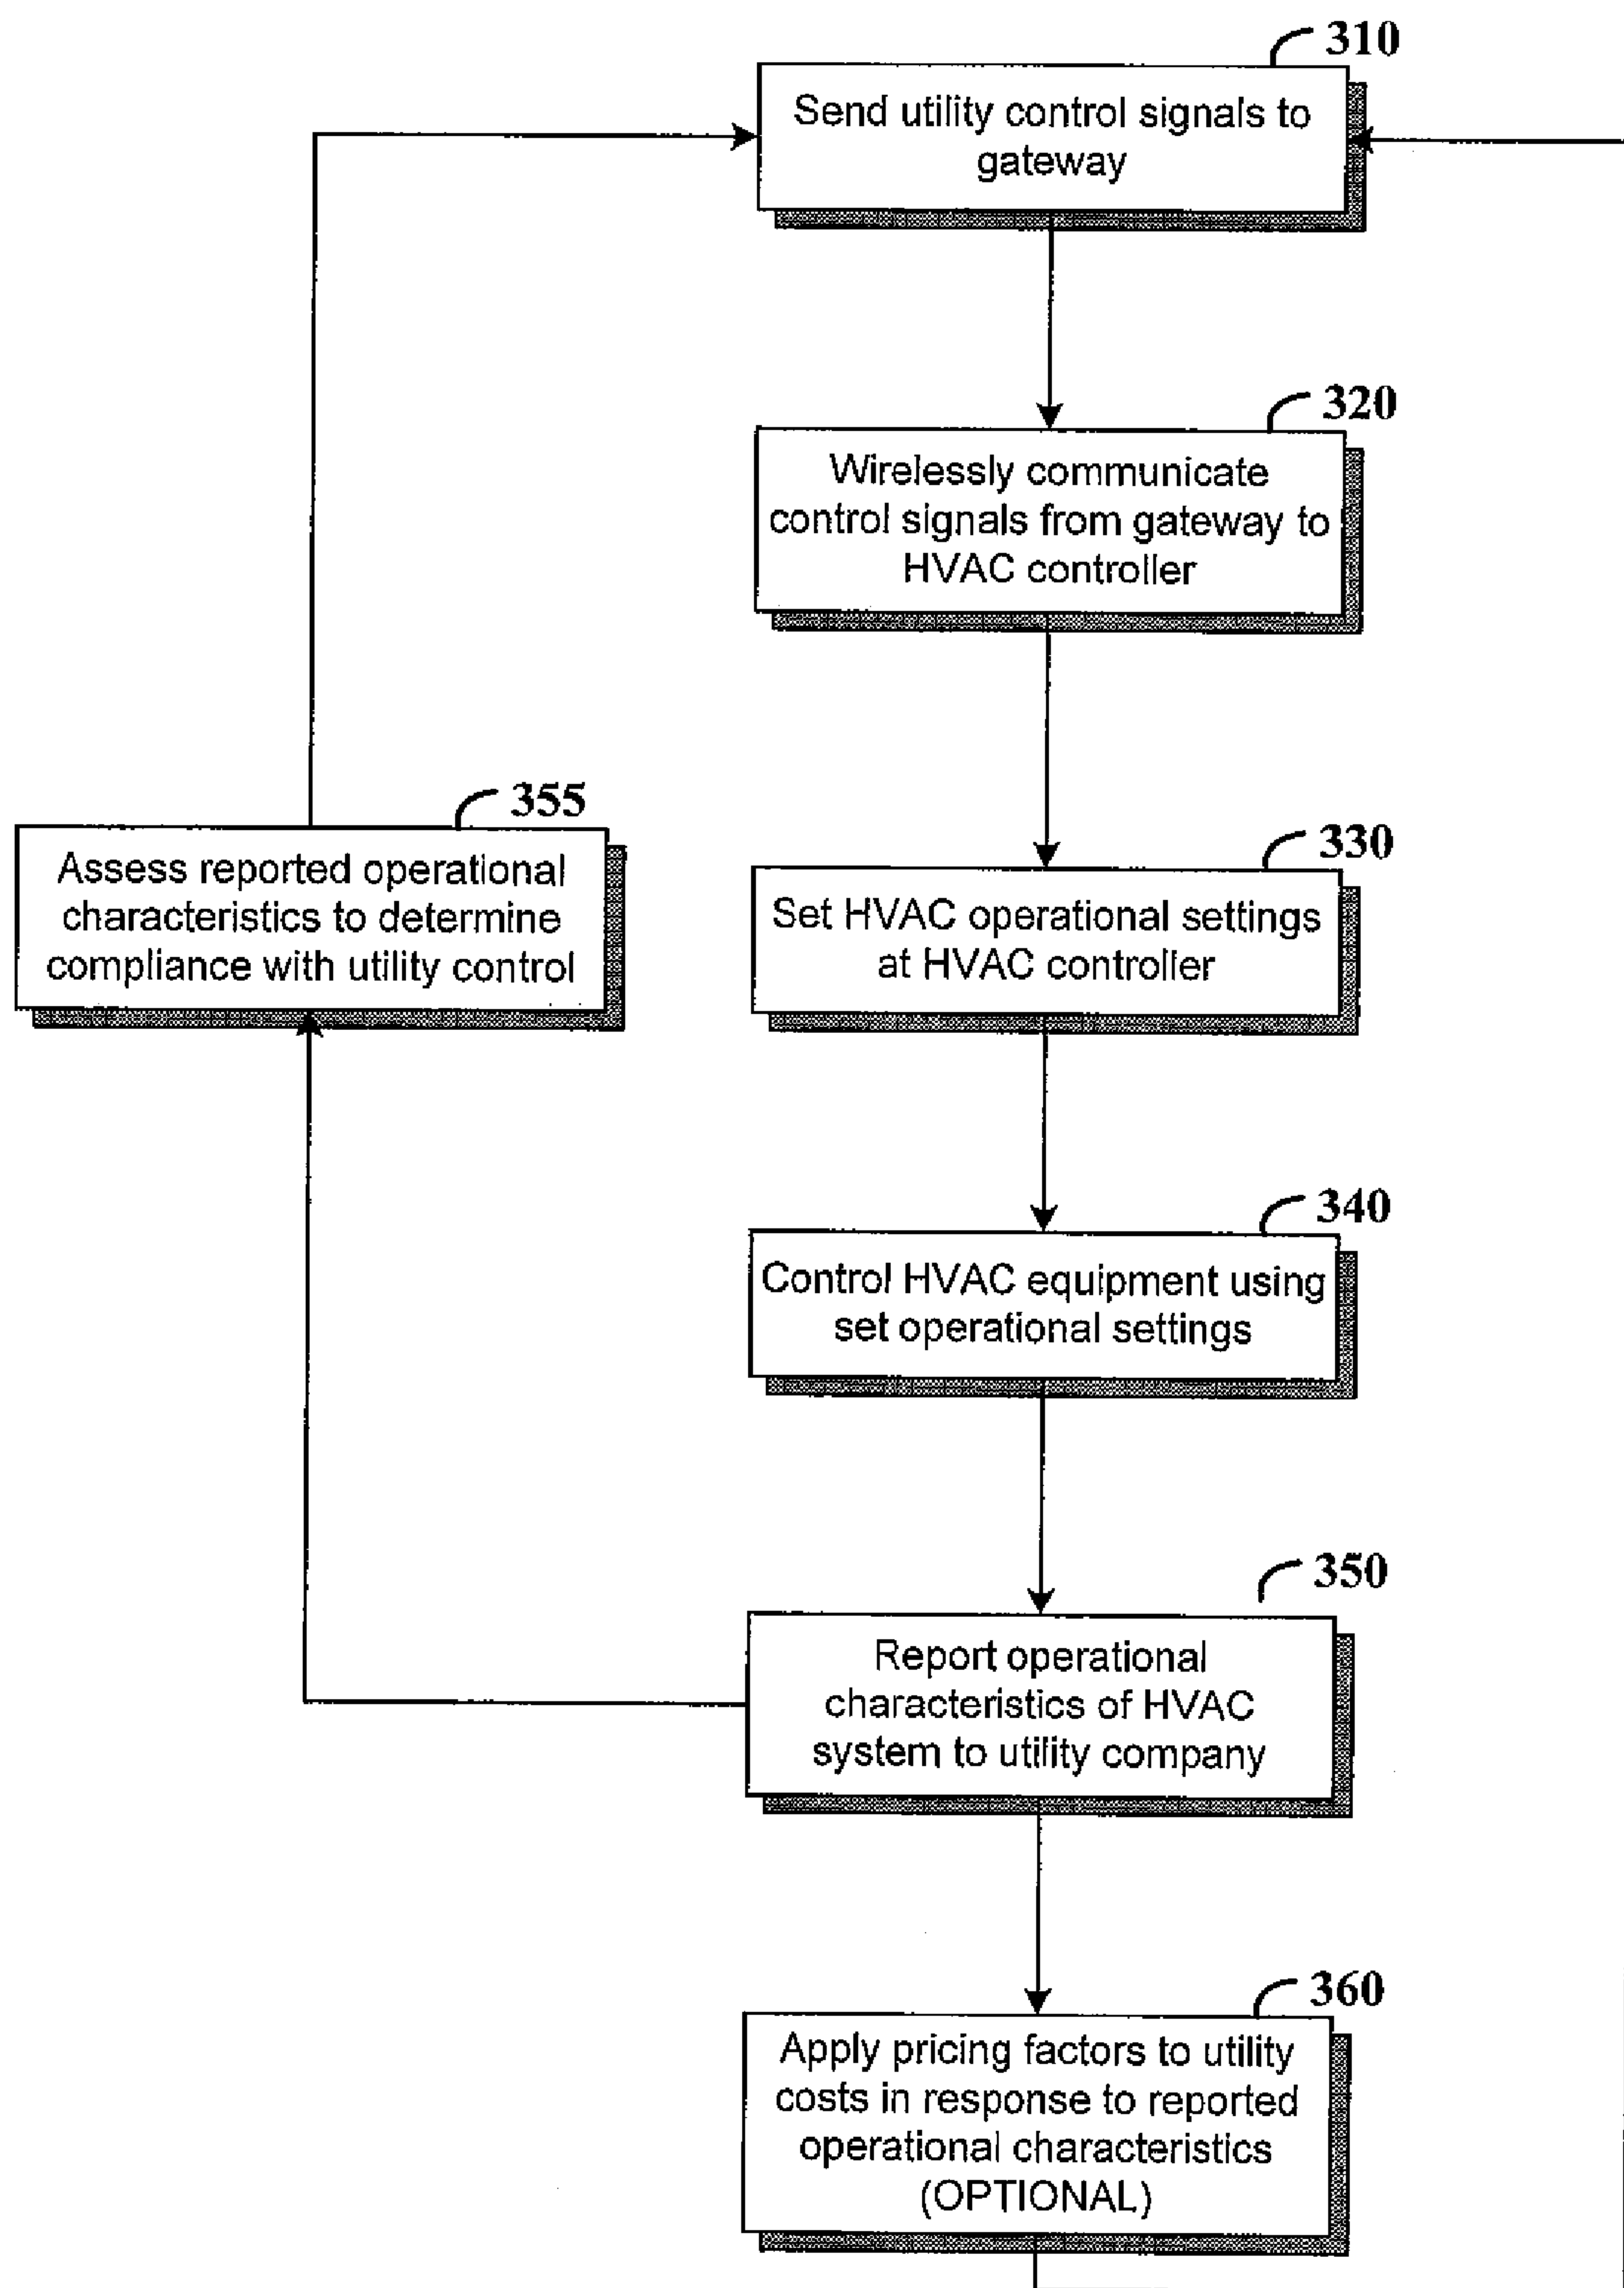 310
Send utility control signals to
gateway
320
Wirelessly communicate
control signals from gateway to
HVAC controller
355
Assess reported operational
characteristics to determine
compliance with utility control
330
Set HVAC operational settings
at HVAC controller
340
Control HVAC equipment using
set operational settings
350
Report operational
characteristics of HVAC
system to utility company
360
Apply pricing factors to utility
costs in response to reported
operational characteristics
(OPTIONAL)